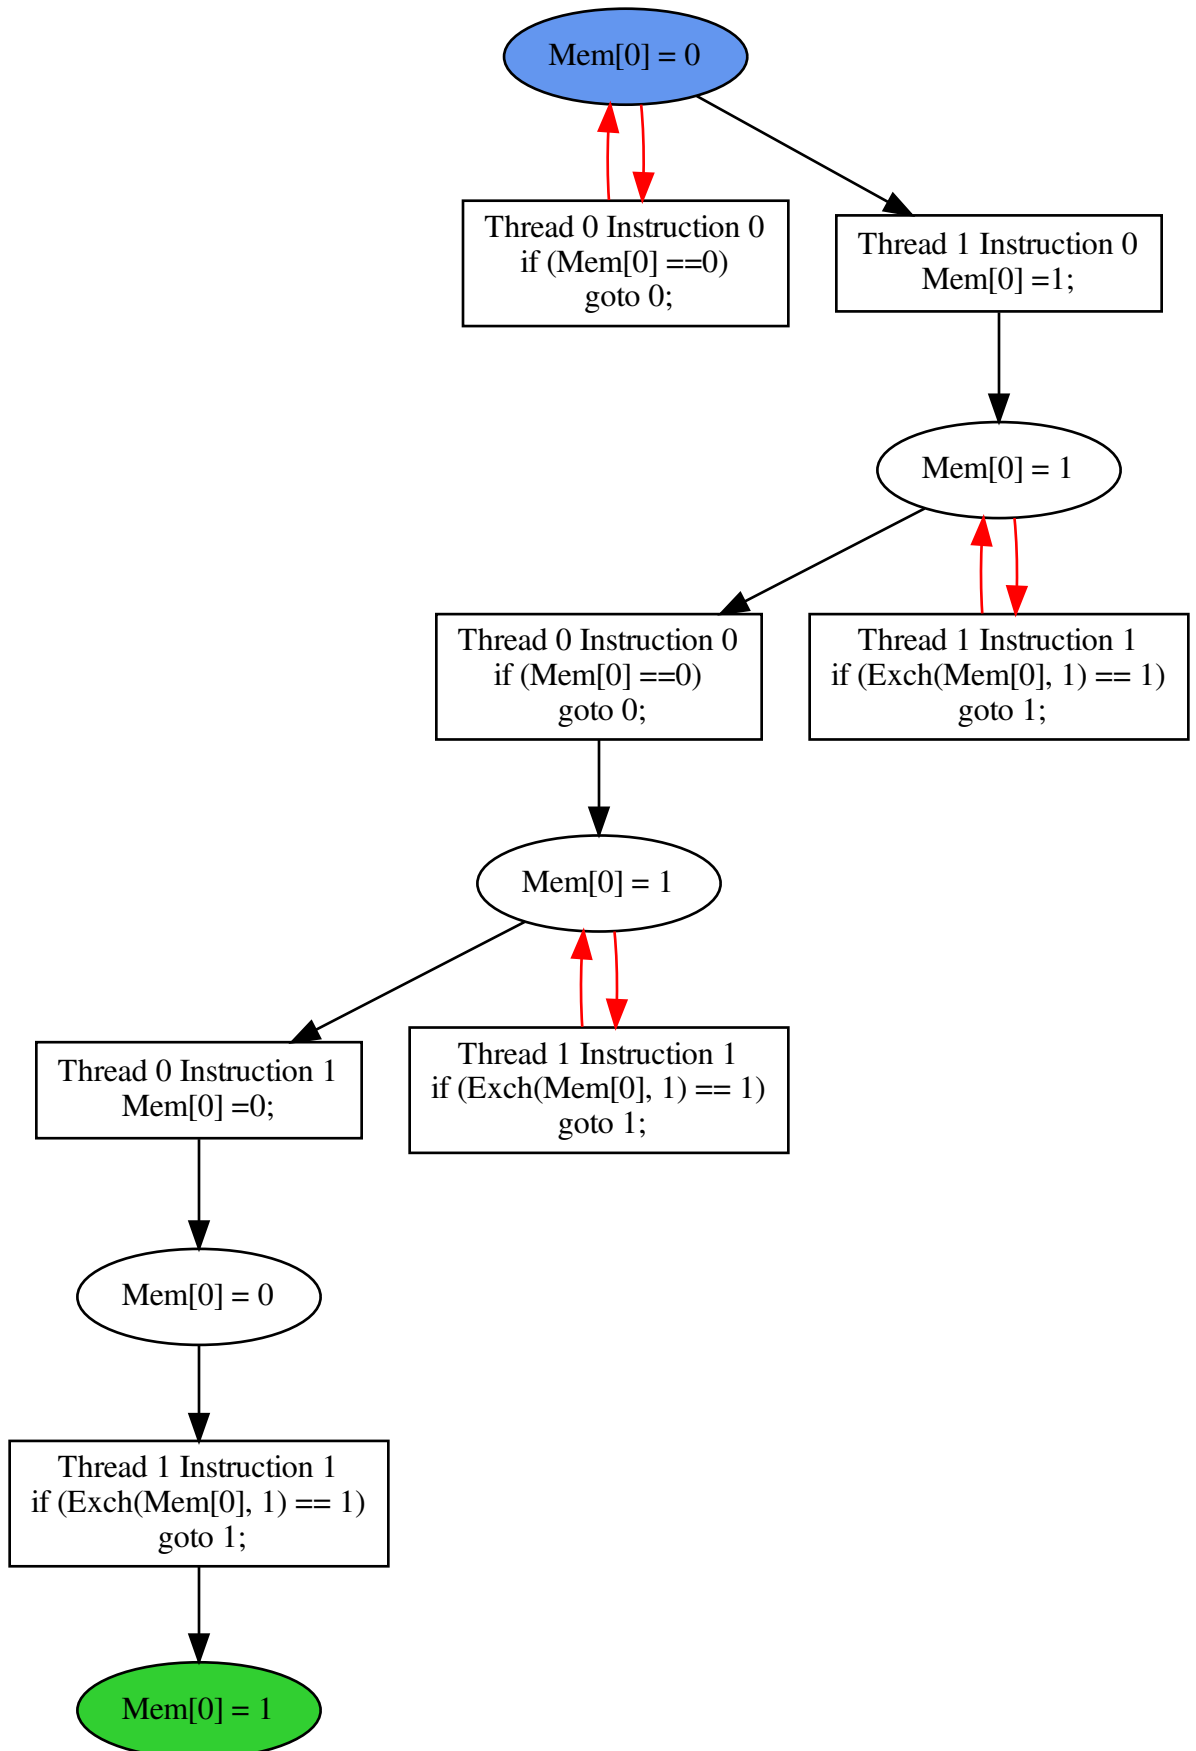 Mem[0] = 0
Thread 0 Instruction 0
if (Mem[0] ==0)
goto 0;
Thread 1 Instruction 0
Mem[0] =1;
Mem[0] = 1
Thread 0 Instruction 0
if (Mem[0] ==0)
goto 0;
Thread 1 Instruction 1
if (Exch(Mem[0], 1) == 1)
goto 1;
Mem[0] = 1
Thread 0 Instruction 1
Mem[0] =0;
Thread 1 Instruction 1
if (Exch(Mem[0], 1) == 1)
goto 1;
Mem[0] = 0
Thread 1 Instruction 1
if (Exch(Mem[0], 1) == 1)
goto 1;
Mem[0] = 1